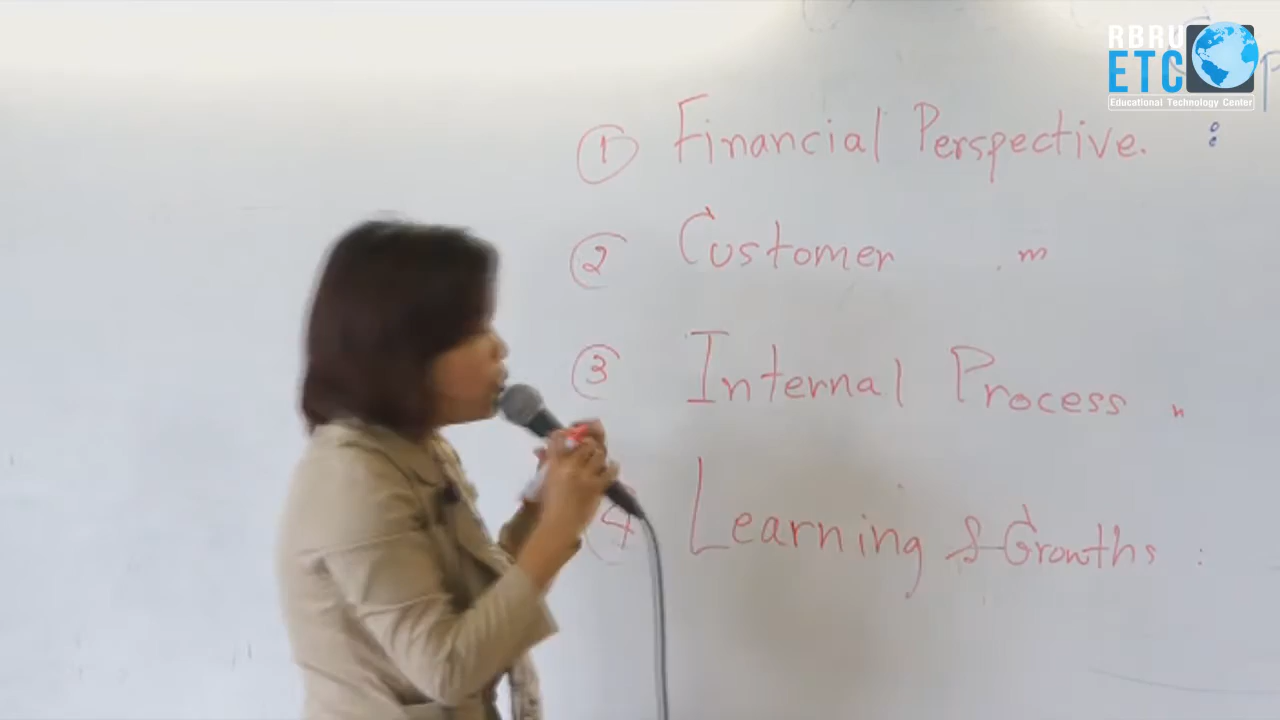 RBRU
ETC
Educational Technology Center
① Financial Perspective. :
② Customer "
③ Internal Process "
④ Learning & Growths :